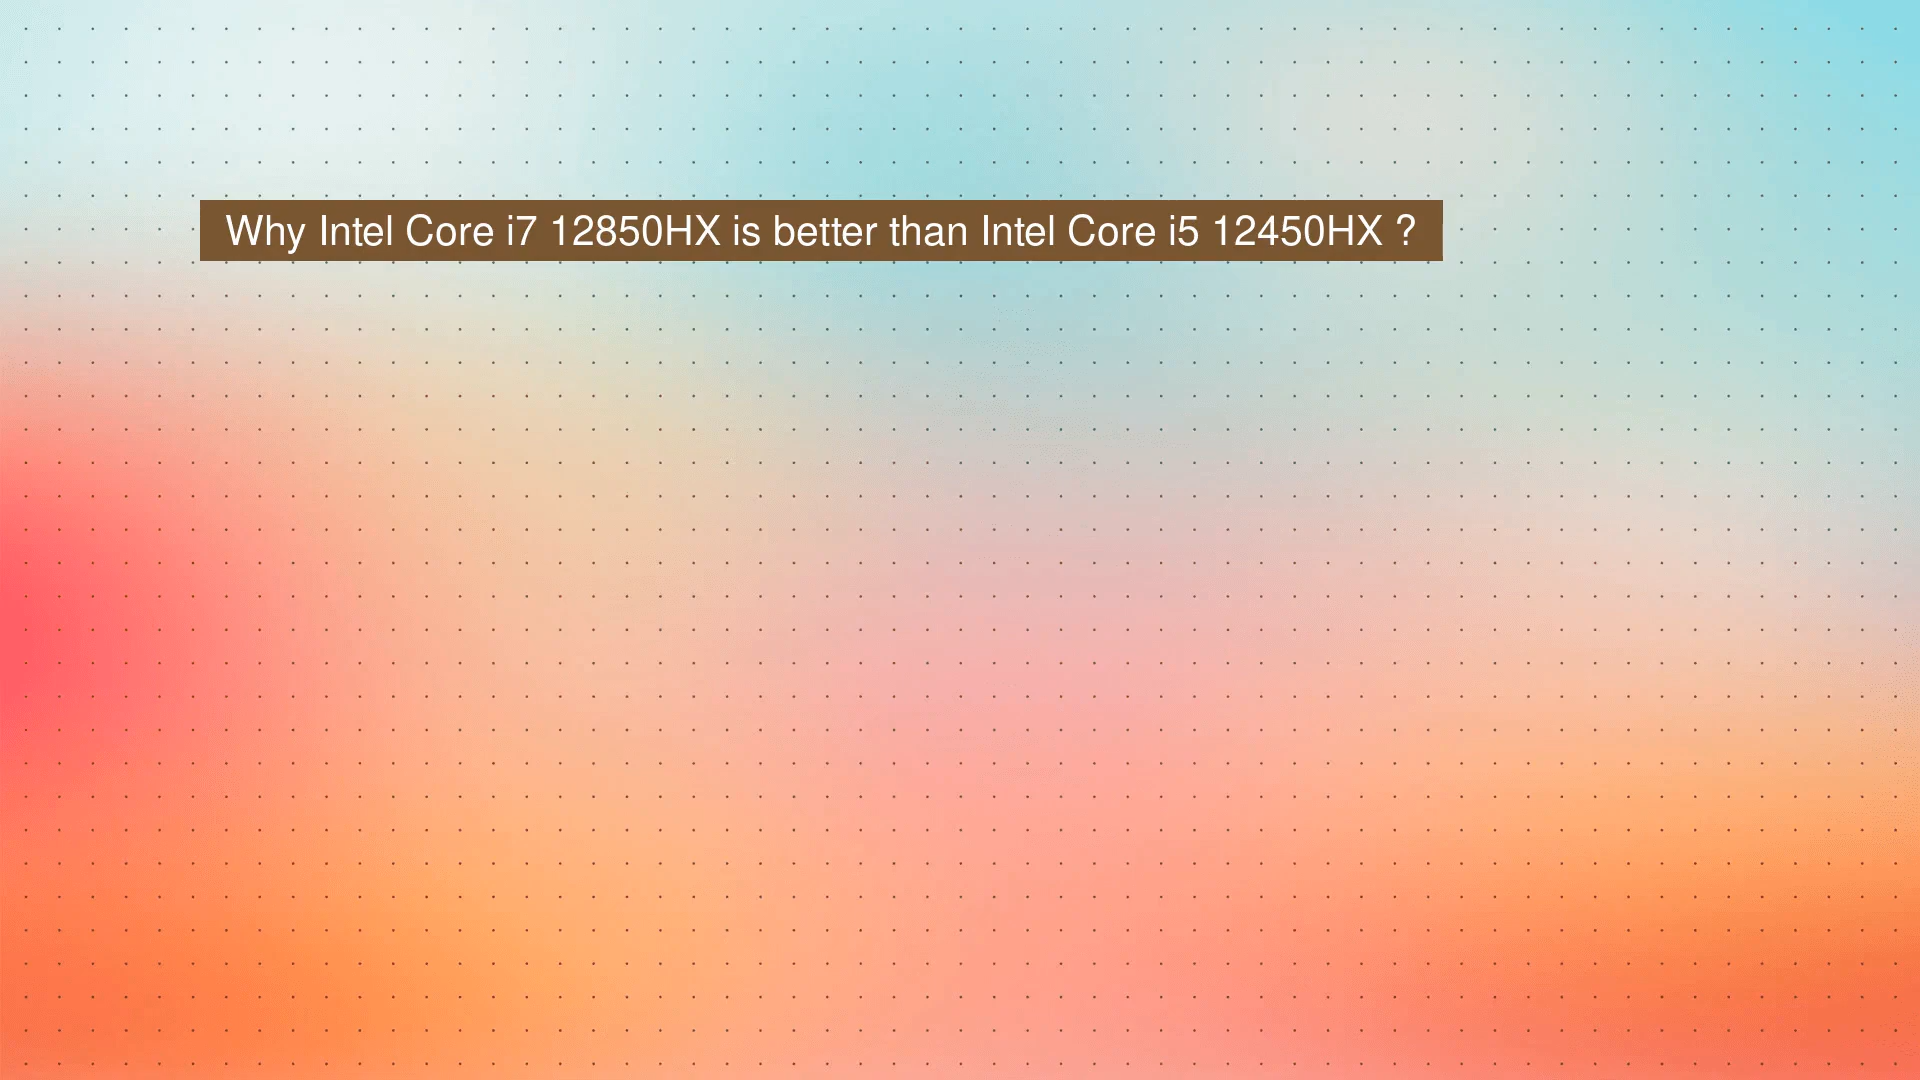 Why Intel Core i7 12850HX is better than Intel Core i5 12450HX ?